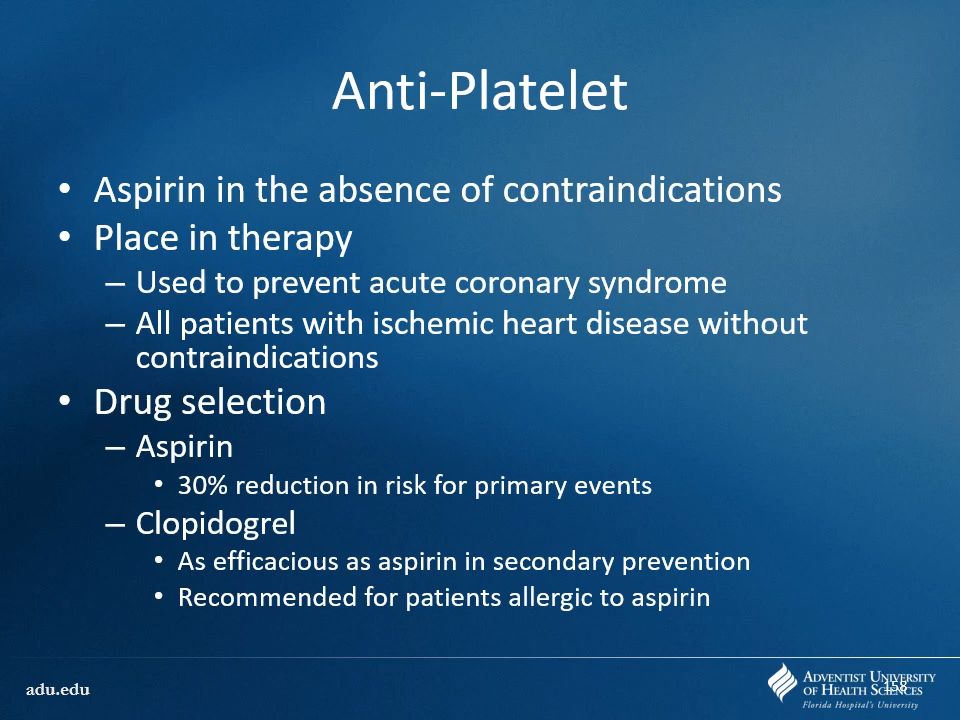 Anti-Platelet
• Aspirin in the absence of contraindications
• Place in therapy
– Used to prevent acute coronary syndrome
– All patients with ischemic heart disease without
contraindications
• Drug selection
– Aspirin
• 30% reduction in risk for primary events
– Clopidogrel
• As efficacious as aspirin in secondary prevention
• Recommended for patients allergic to aspirin
adu.edu
ADVENTIST UNIVERSITY
OF HEALTH SCIENCES
158
Florida Hospital's University